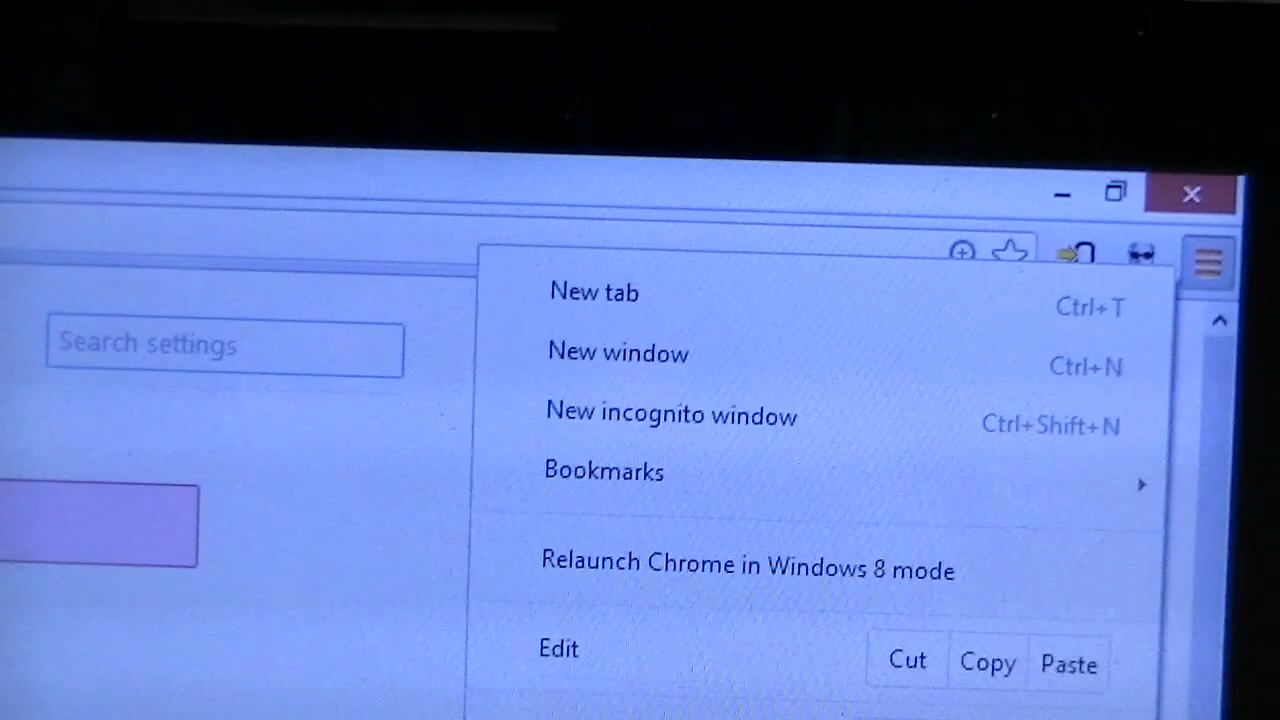 Search settings
New tab Ctrl+T
New window Ctrl+N
New incognito window Ctrl+Shift+N
Bookmarks
Relaunch Chrome in Windows 8 mode
Edit Cut Copy Paste